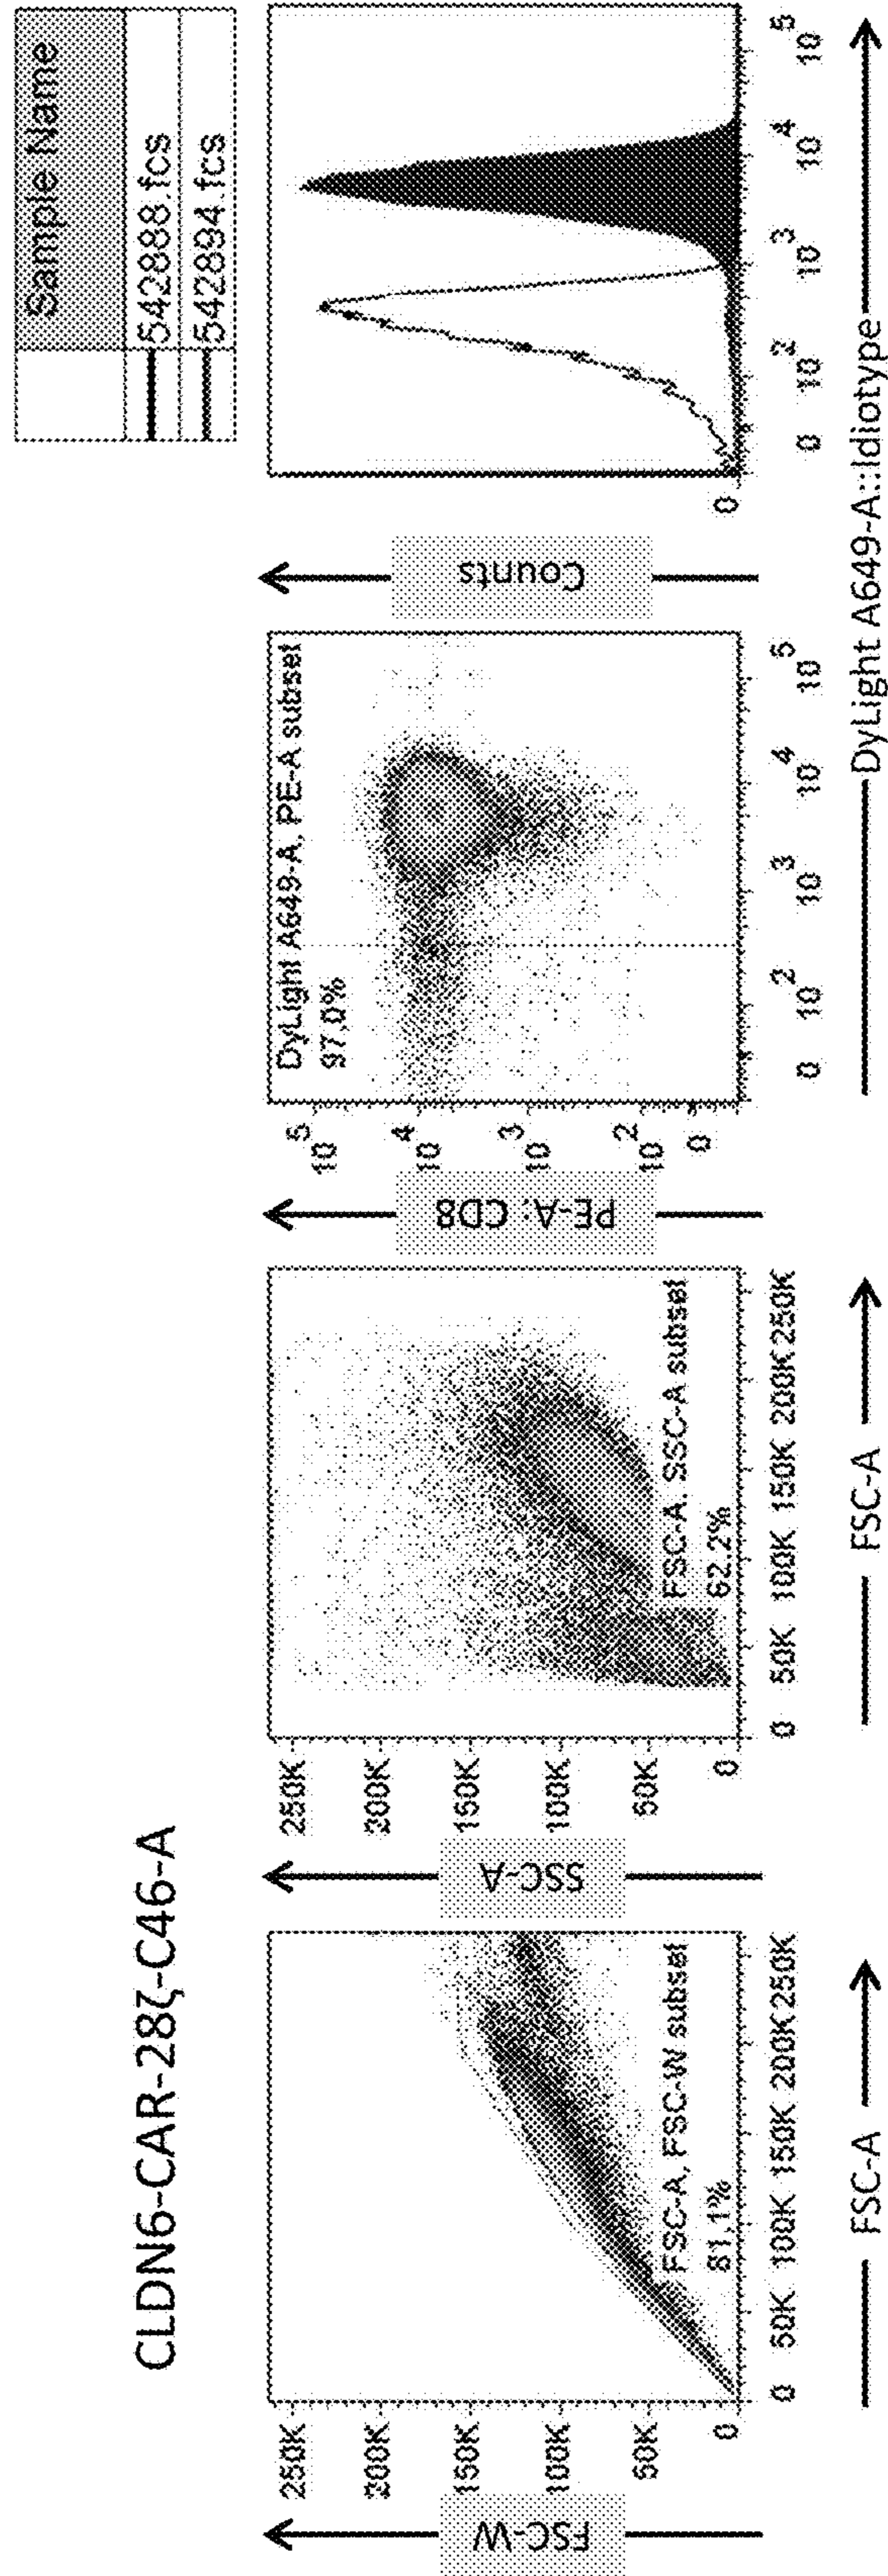 CLDN6-CAR-28ζ-C46-A
Sample Name
542888.fcs
542894.fcs
FSC-W
250K
200K
150K
100K
50K
0
FSC-A, FSC-W subset
81.1%
0 50K 100K 150K 200K 250K
FSC-A
SSC-A
250K
200K
150K
100K
50K
0
FSC-A, SSC-A subset
62.2%
0 50K 100K 150K 200K 250K
FSC-A
PE-A: CD8
10 5
10 4
10 3
10 2
0
DyLight A649-A, PE-A subset
97.0%
0 10 2 10 3 10 4 10 5
Counts
0
0 10 2 10 3 10 4 10 5
DyLight A649-A::Idiotype